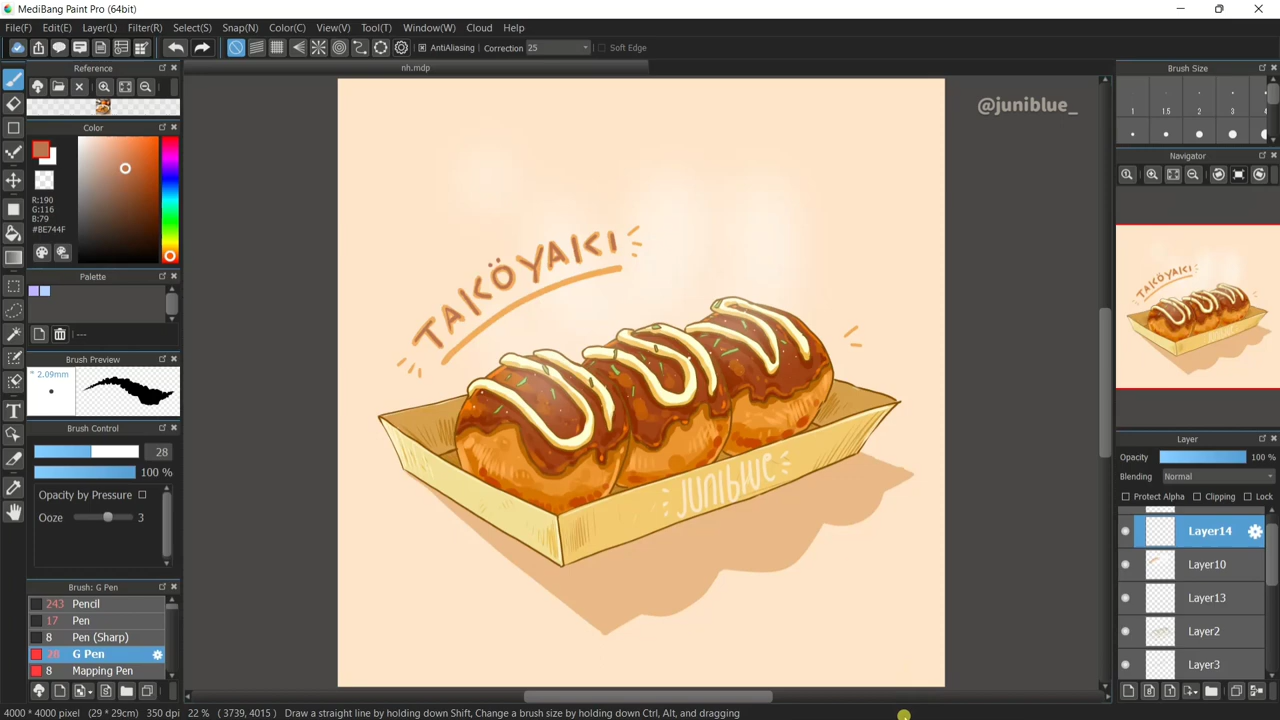 MediBang Paint Pro (64bit)
File(F) Edit(E) Layer(L) Filter(R) Select(S) Snap(N) Color(C) View(V) Tool(T) Window(W) Cloud Help
AntiAliasing Correction 25 Soft Edge
Reference
nh.mdp
Brush Size
1 1.5 2 3 4
@juniblue_
Color
R:190
G:116
B:79
#BE744F
Navigator
Palette
---
TAKÖYAKI
Brush Preview
2.09mm
Brush Control
28
100 %
Opacity by Pressure
Ooze 3
JUNIBLUE
Layer
Opacity 100 %
Blending Normal
Protect Alpha Clipping Lock
Layer14
Layer10
Layer13
Layer2
Layer3
Brush: G Pen
243 Pencil
17 Pen
8 Pen (Sharp)
28 G Pen
8 Mapping Pen
4000 * 4000 pixel (29 * 29cm) 350 dpi 22 % ( 3739, 4015 ) Draw a straight line by holding down Shift, Change a brush size by holding down Ctrl, Alt, and dragging